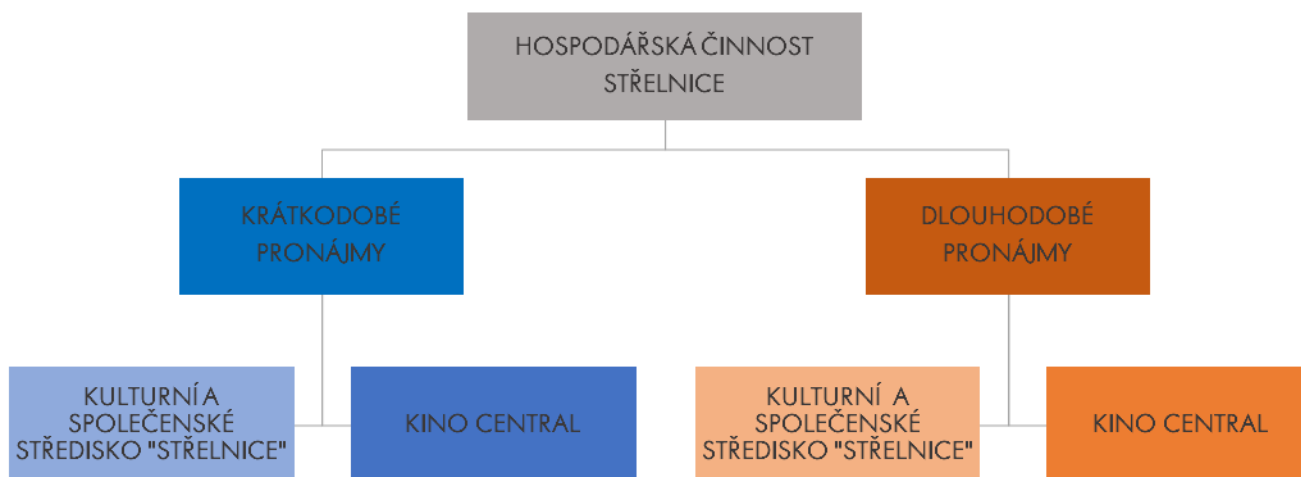 HOSPODÁŘSKÁ ČINNOST
STŘELNICE
KRÁTKODOBÉ
PRONÁJMY
DLOUHODOBÉ
PRONÁJMY
KULTURNÍ A
SPOLEČENSKÉ
STŘEDISKO "STŘELNICE"
KINO CENTRAL
KULTURNÍ A
SPOLEČENSKÉ
STŘEDISKO "STŘELNICE"
KINO CENTRAL